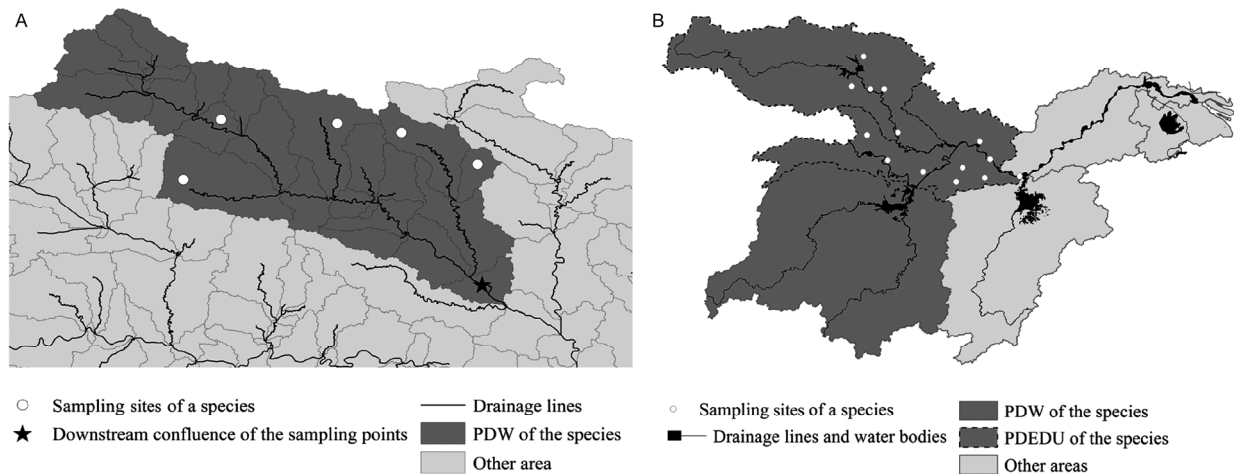 A
B
Sampling sites of a species
Downstream confluence of the sampling points
Drainage lines
PDW of the species
Other area
Sampling sites of a species
Drainage lines and water bodies
PDW of the species
PDEDU of the species
Other areas